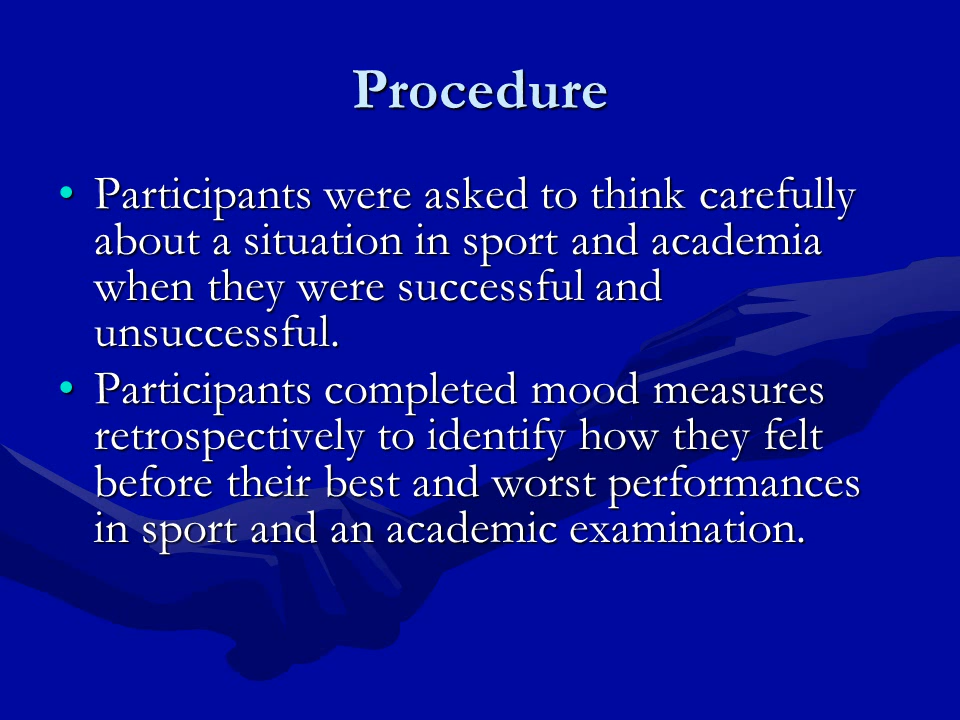 Procedure
• Participants were asked to think carefully
about a situation in sport and academia
when they were successful and
unsuccessful.
• Participants completed mood measures
retrospectively to identify how they felt
before their best and worst performances
in sport and an academic examination.